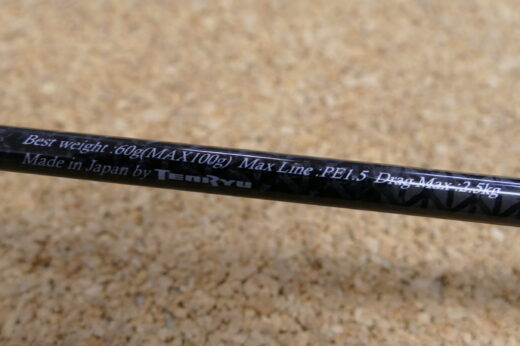 Best weight :60g(MAX100g) Max Line :PE1.5 Drag Max :2.5kg
Made in Japan by TENRYU